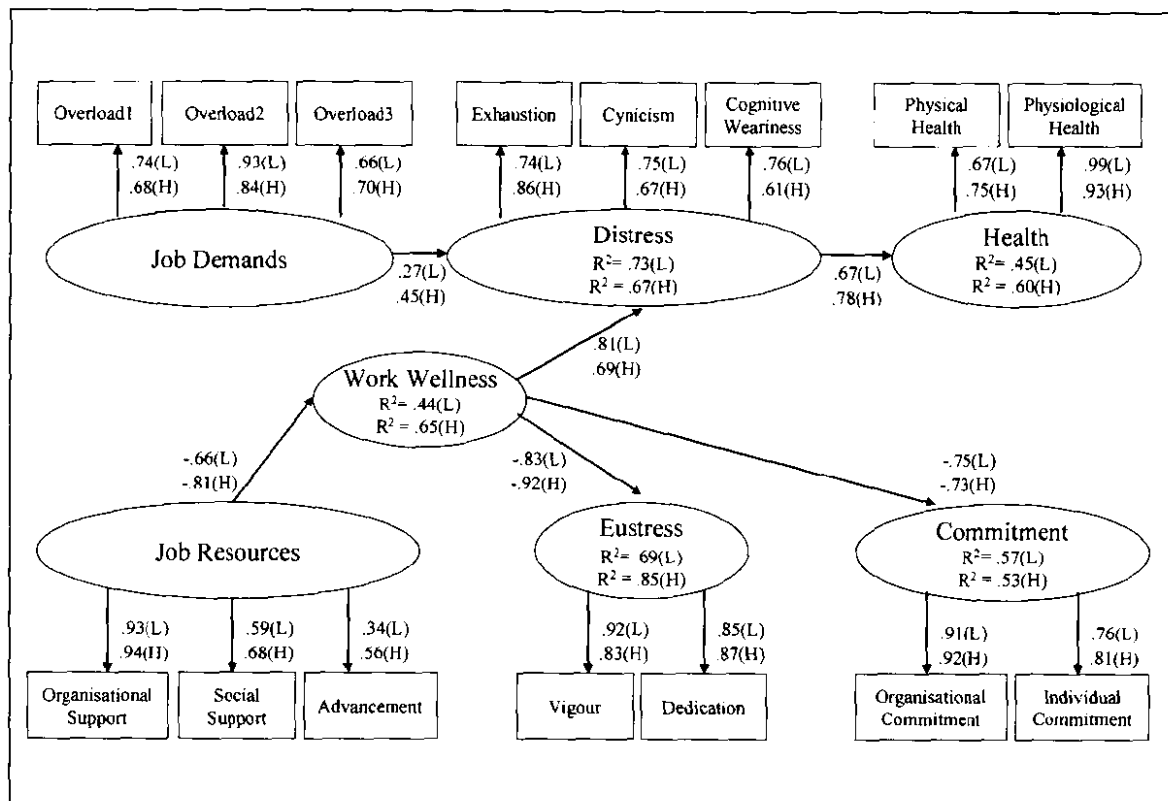 Overload1
Overload2
Overload3
Exhaustion
Cynicism
Cognitive
Weariness
Physical
Health
Physiological
Health
.74(L)
.68(H)
.93(L)
.84(H)
.66(L)
.70(H)
.74(L)
.86(H)
.75(L)
.67(H)
.76(L)
.61(H)
.67(L)
.75(H)
.99(L)
.93(H)
Job Demands
.27(L)
.45(H)
Distress
R²= .73(L)
R² = .67(H)
.67(L)
.78(H)
Health
R²= .45(L)
R² = .60(H)
.81(L)
.69(H)
Work Wellness
R²= .44(L)
R² = .65(H)
-.66(L)
-.81(H)
-.83(L)
-.92(H)
-.75(L)
-.73(H)
Job Resources
Eustress
R²= 69(L)
R² = .85(H)
Commitment
R²= .57(L)
R² = .53(H)
.93(L)
.94(H)
.59(L)
.68(H)
.34(L)
.56(H)
.92(L)
.83(H)
.85(L)
.87(H)
.91(L)
.92(H)
.76(L)
.81(H)
Organisational
Support
Social
Support
Advancement
Vigour
Dedication
Organisational
Commitment
Individual
Commitment